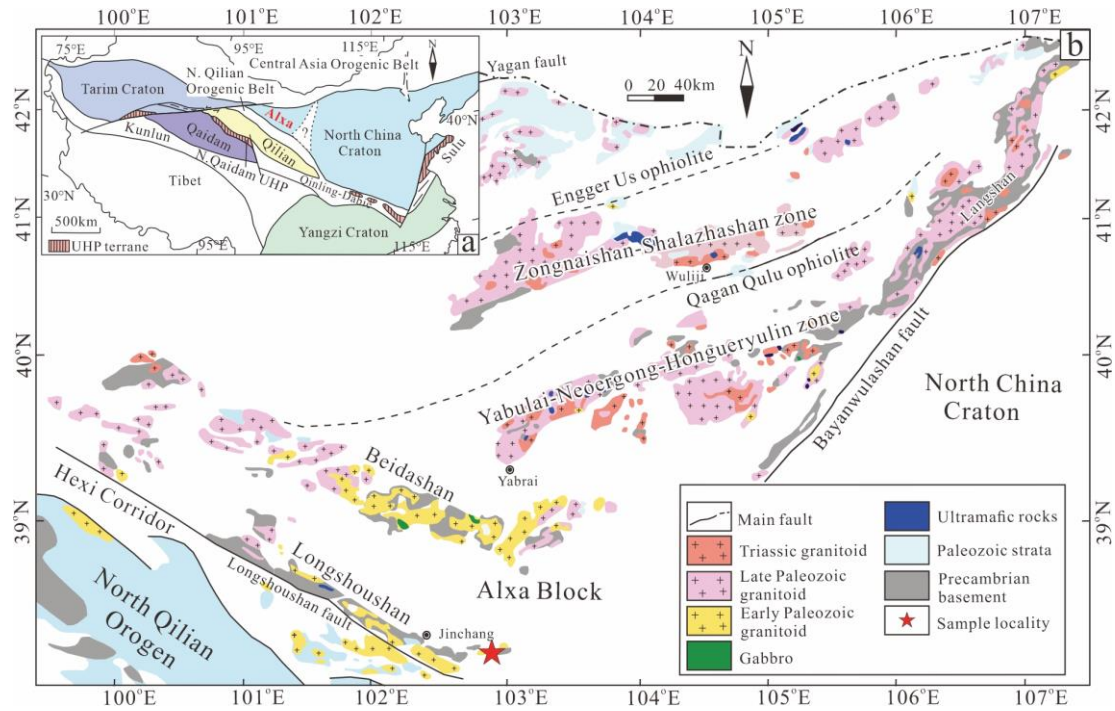 100°E 101°E 102°E 103°E 104°E 105°E 106°E 107°E
75°E 95°E 115°E
N
Central Asia Orogenic Belt
N. Qilian
Orogenic Belt
Tarim Craton
Alxa
?
40°N
North China
Craton
Kunlun
Qaidam
Qilian
N.Qaidam UHP
Qinling-Dabie
Sulu
Tibet
30°N
500km
Yangzi Craton
95°E
115°E
UHP terrane
a
b
N
0 20 40km
Yagan fault
42°N
42°N
41°N
41°N
40°N
40°N
39°N
39°N
Engger Us ophiolite
Zongnaishan-Shalazhashan zone
Wuliji
Qagan Qulu ophiolite
Langshan
Yabulai-Neoergong-Hongueryulin zone
Bayanwulashan fault
North China
Craton
Yabrai
Beidashan
Hexi Corridor
Longshoushan
Longshoushan fault
Alxa Block
Jinchang
North Qilian
Orogen
Main fault
Triassic granitoid
Late Paleozoic
granitoid
Early Paleozoic
granitoid
Gabbro
Ultramafic rocks
Paleozoic strata
Precambrian
basement
Sample locality
100°E 101°E 102°E 103°E 104°E 105°E 106°E 107°E